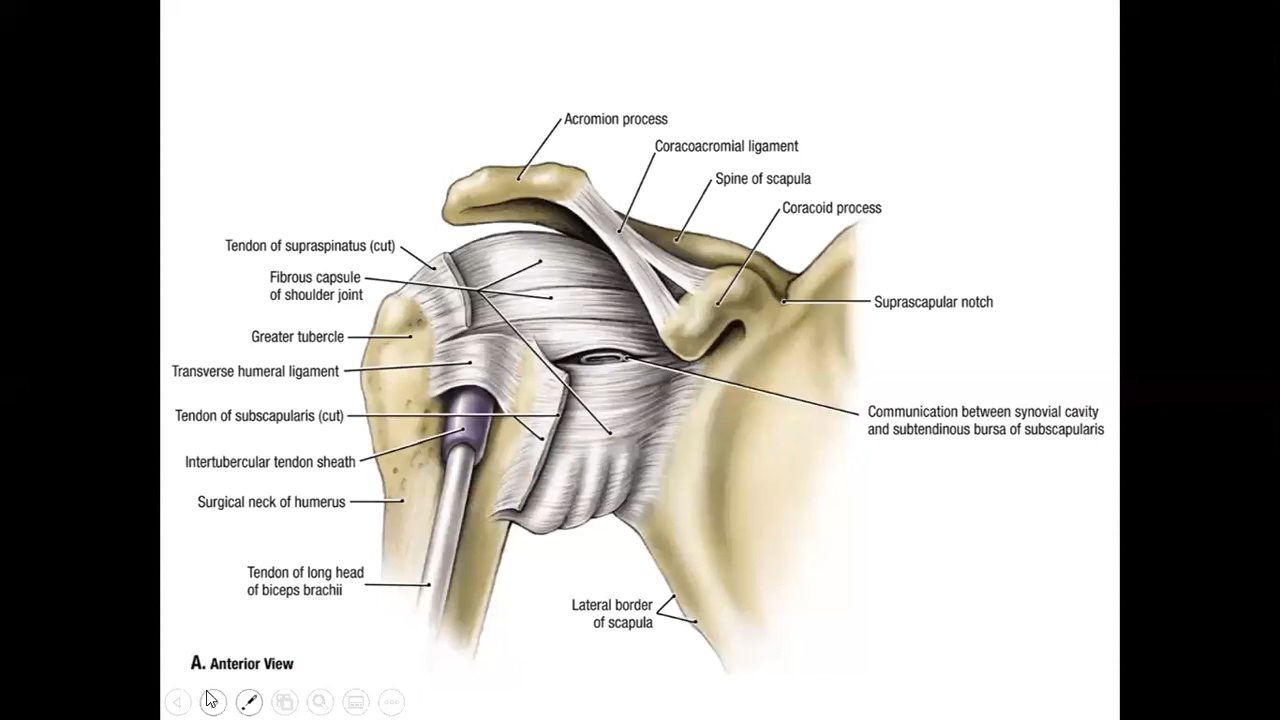 Acromion process
Coracoacromial ligament
Spine of scapula
Coracoid process
Tendon of supraspinatus (cut)
Fibrous capsule
of shoulder joint
Suprascapular notch
Greater tubercle
Transverse humeral ligament
Tendon of subscapularis (cut)
Communication between synovial cavity
and subtendinous bursa of subscapularis
Intertubercular tendon sheath
Surgical neck of humerus
Tendon of long head
of biceps brachii
Lateral border
of scapula
A. Anterior View